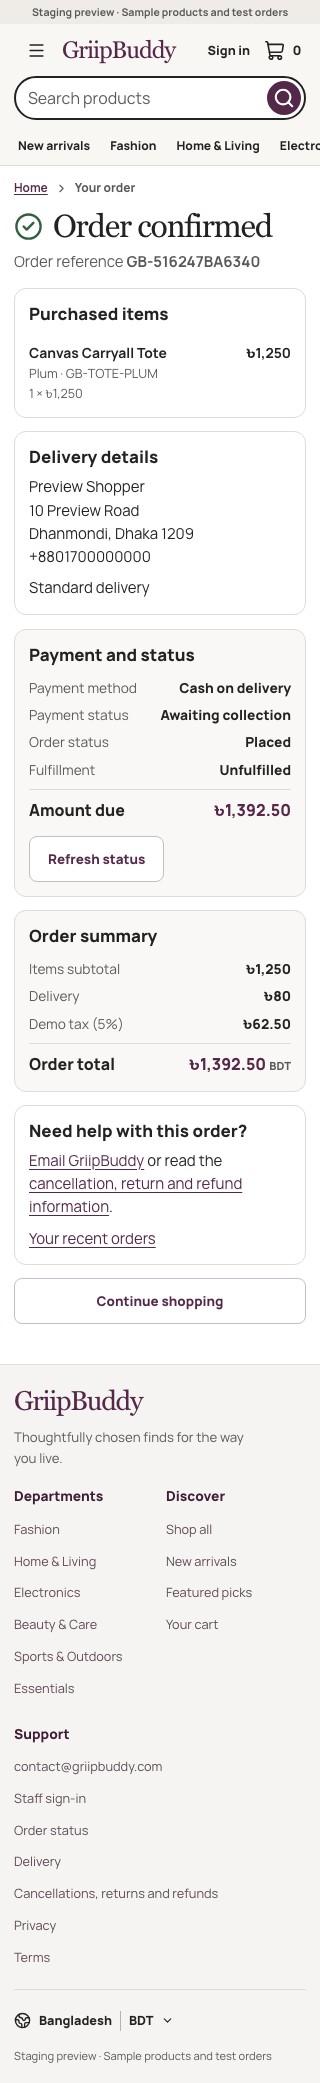 Staging preview · Sample products and test orders
GriipBuddy
Sign in
0
Search products
New arrivals
Fashion
Home & Living
Electro
Home
Your order
Order confirmed
Order reference GB-516247BA6340
Purchased items
Canvas Carryall Tote ৳1,250
Plum · GB-TOTE-PLUM
1 × ৳1,250
Delivery details
Preview Shopper
10 Preview Road
Dhanmondi, Dhaka 1209
+8801700000000
Standard delivery
Payment and status
Payment method Cash on delivery
Payment status Awaiting collection
Order status Placed
Fulfillment Unfulfilled
Amount due ৳1,392.50
Refresh status
Order summary
Items subtotal ৳1,250
Delivery ৳80
Demo tax (5%) ৳62.50
Order total ৳1,392.50 BDT
Need help with this order?
Email GriipBuddy or read the
cancellation, return and refund
information.
Your recent orders
Continue shopping
GriipBuddy
Thoughtfully chosen finds for the way
you live.
Departments
Fashion
Home & Living
Electronics
Beauty & Care
Sports & Outdoors
Essentials
Discover
Shop all
New arrivals
Featured picks
Your cart
Support
contact@griipbuddy.com
Staff sign-in
Order status
Delivery
Cancellations, returns and refunds
Privacy
Terms
Bangladesh BDT
Staging preview · Sample products and test orders